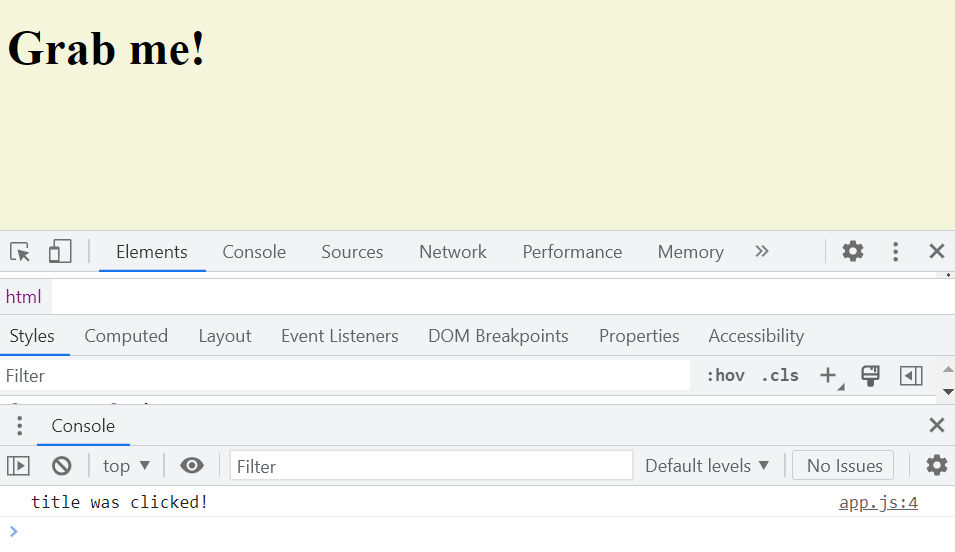 Grab me!
Elements Console Sources Network Performance Memory
html
Styles Computed Layout Event Listeners DOM Breakpoints Properties Accessibility
Filter :hov .cls
Console
top Filter Default levels No Issues
title was clicked! app.js:4